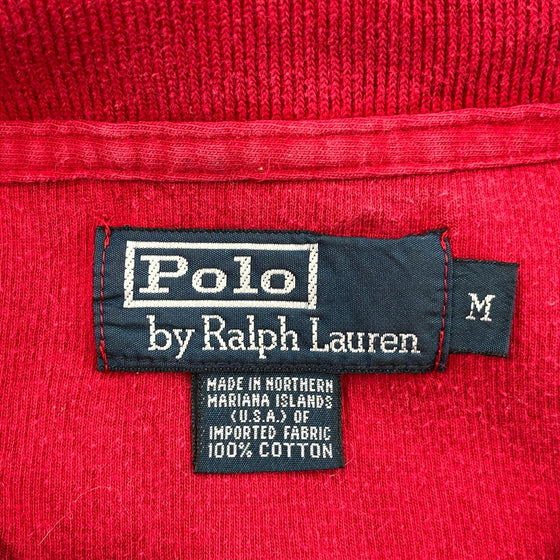 Polo
by Ralph Lauren
M
MADE IN NORTHERN
MARIANA ISLANDS
(U.S.A.) OF
IMPORTED FABRIC
100% COTTON